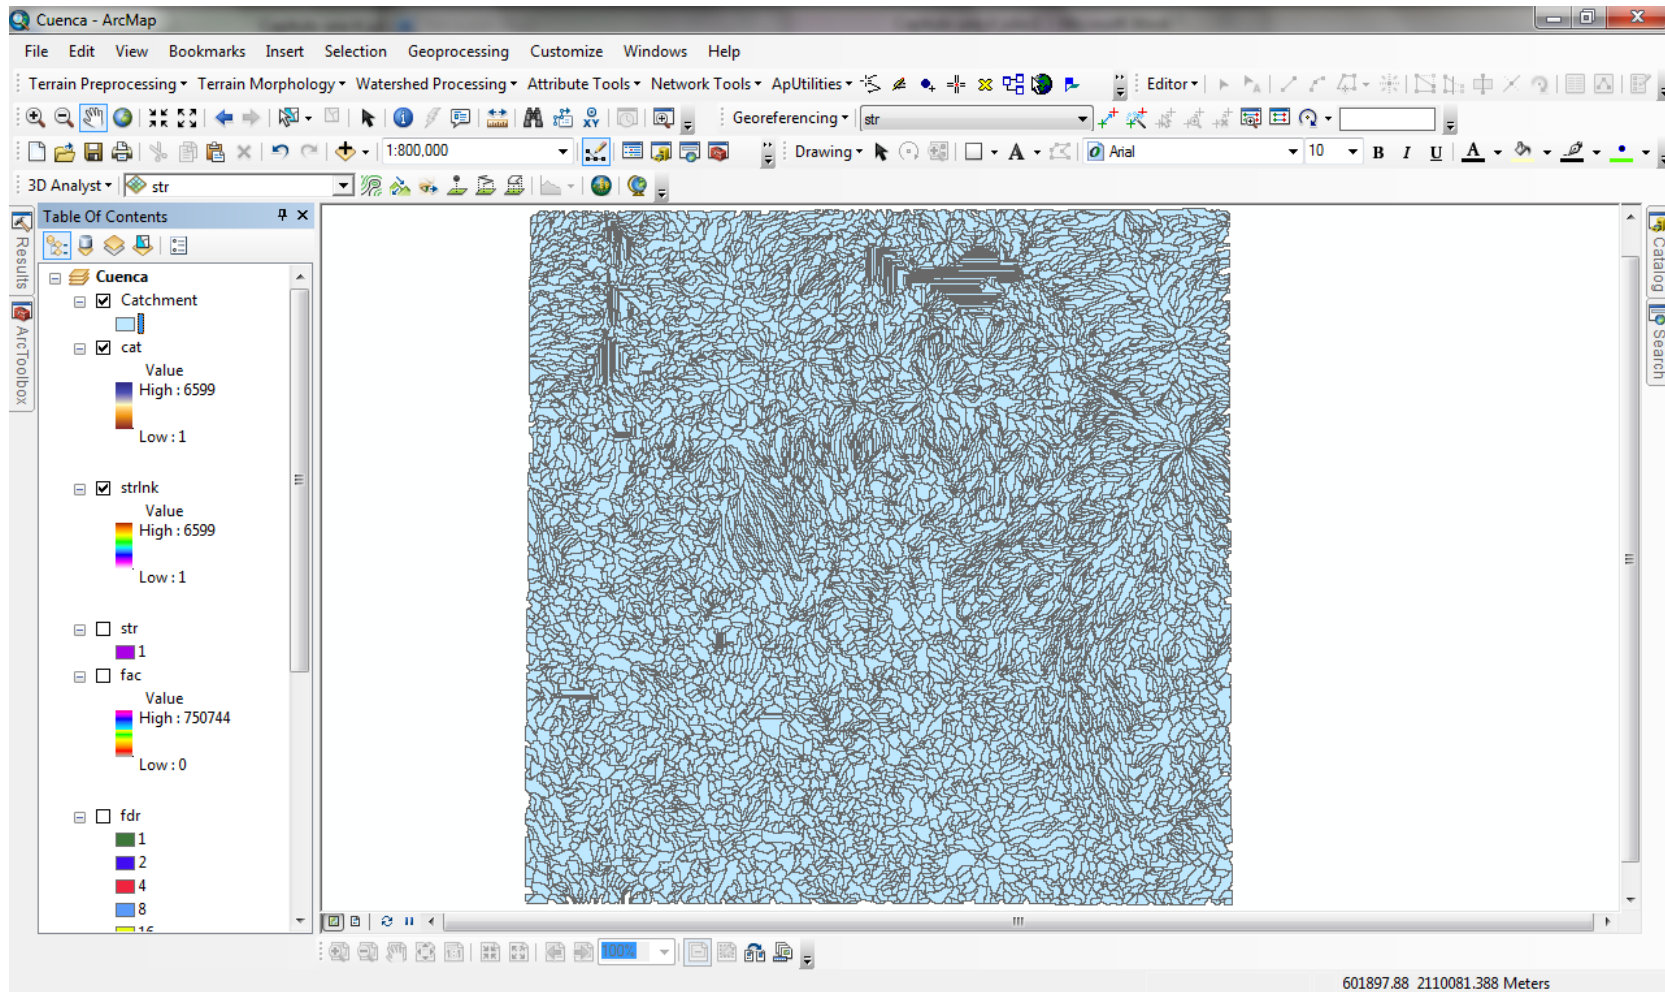 Cuenca - ArcMap
File Edit View Bookmarks Insert Selection Geoprocessing Customize Windows Help
Terrain Preprocessing Terrain Morphology Watershed Processing Attribute Tools Network Tools ApUtilities Editor
Georeferencing str
1:800,000 Drawing A Arial 10 B I U A
3D Analyst str
Table Of Contents
Results
ArcToolbox
Cuenca
Catchment
cat
Value
High : 6599
Low : 1
strlnk
Value
High : 6599
Low : 1
str
1
fac
Value
High : 750744
Low : 0
fdr
1
2
4
8
16
Catalog
Search
100%
601897.88 2110081.388 Meters